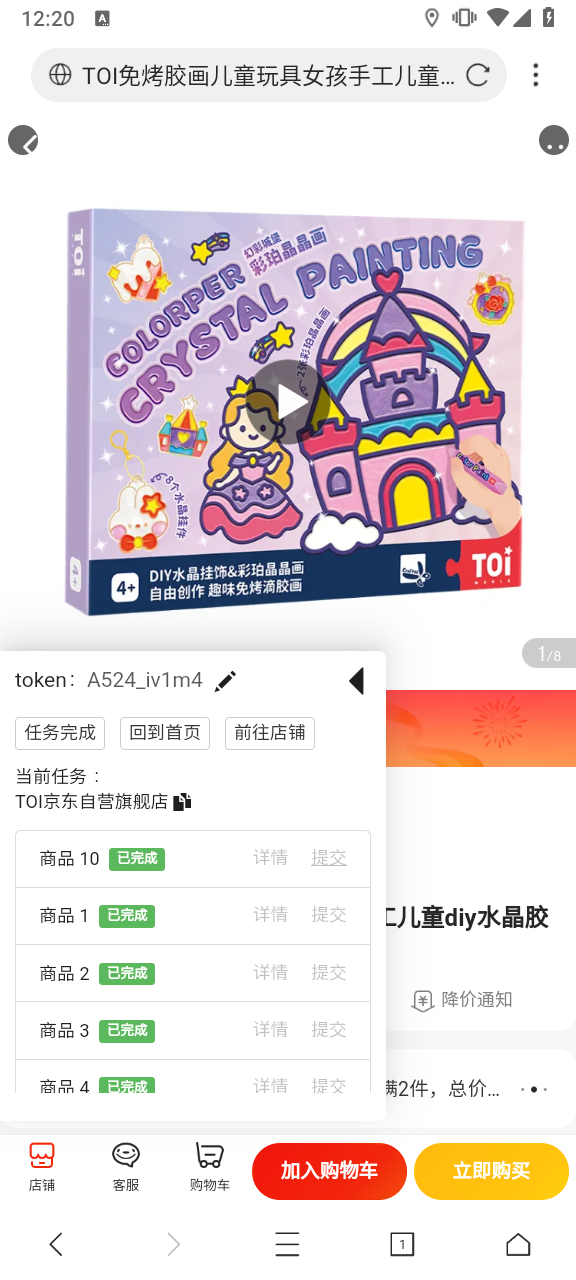 12:20
A
TOI免烤胶画儿童玩具女孩手工儿童...
TOi
幻彩城堡
彩珀晶晶画
COLORPER
CRYSTAL PAINTING
2张彩珀晶晶画
8个水晶挂件
Color Paint
4+
DIY水晶挂饰&彩珀晶晶画
自由创作 趣味免烤滴胶画
TOi
WORLD
1/8
token: A524_iv1m4
任务完成 回到首页 前往店铺
当前任务：
TOI京东自营旗舰店
商品 10 已完成 详情 提交
商品 1 已完成 详情 提交
工儿童diy水晶胶
商品 2 已完成 详情 提交
降价通知
商品 3 已完成 详情 提交
商品 4 已完成 详情 提交
满2件，总价...
店铺 客服 购物车 加入购物车 立即购买
1